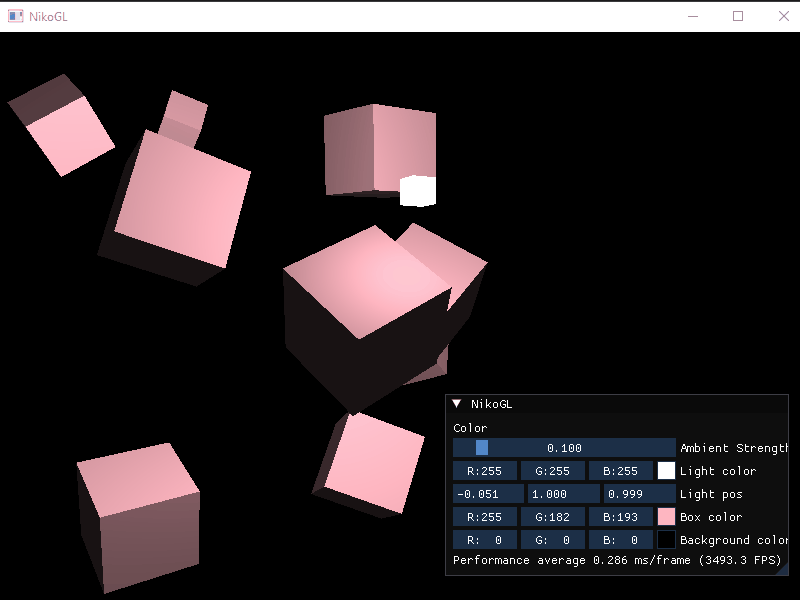 NikoGL
NikoGL
Color
0.100 Ambient Strength
R:255 G:255 B:255 Light color
-0.051 1.000 0.999 Light pos
R:255 G:182 B:193 Box color
R: 0 G: 0 B: 0 Background color
Performance average 0.286 ms/frame (3493.3 FPS)